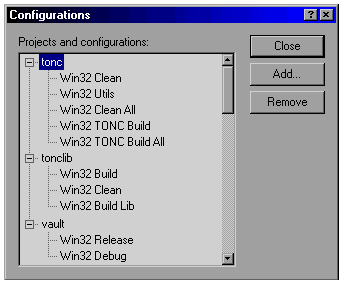 Configurations
Projects and configurations:
tonc
Win32 Clean
Win32 Utils
Win32 Clean All
Win32 TONC Build
Win32 TONC Build All
tonclib
Win32 Build
Win32 Clean
Win32 Build Lib
vault
Win32 Release
Win32 Debug
Close
Add...
Remove